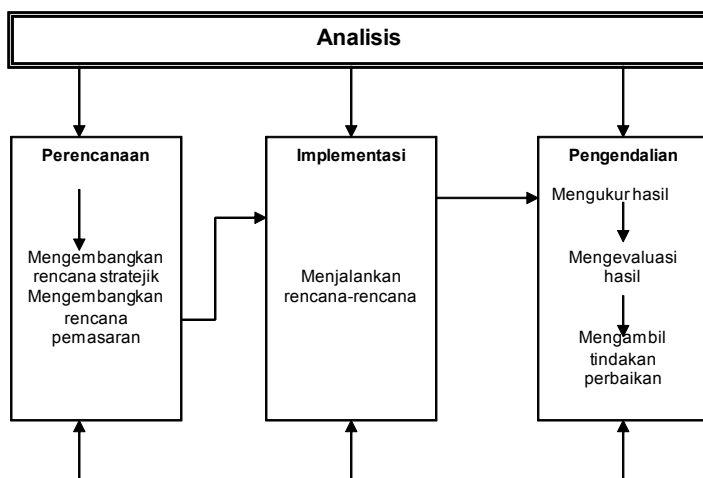 Analisis
Perencanaan
Mengembangkan
rencana stratejik
Mengembangkan
rencana
pemasaran
Implementasi
Menjalankan
rencana-rencana
Pengendalian
Mengukur hasil
Mengevaluasi
hasil
Mengambil
tindakan
perbaikan